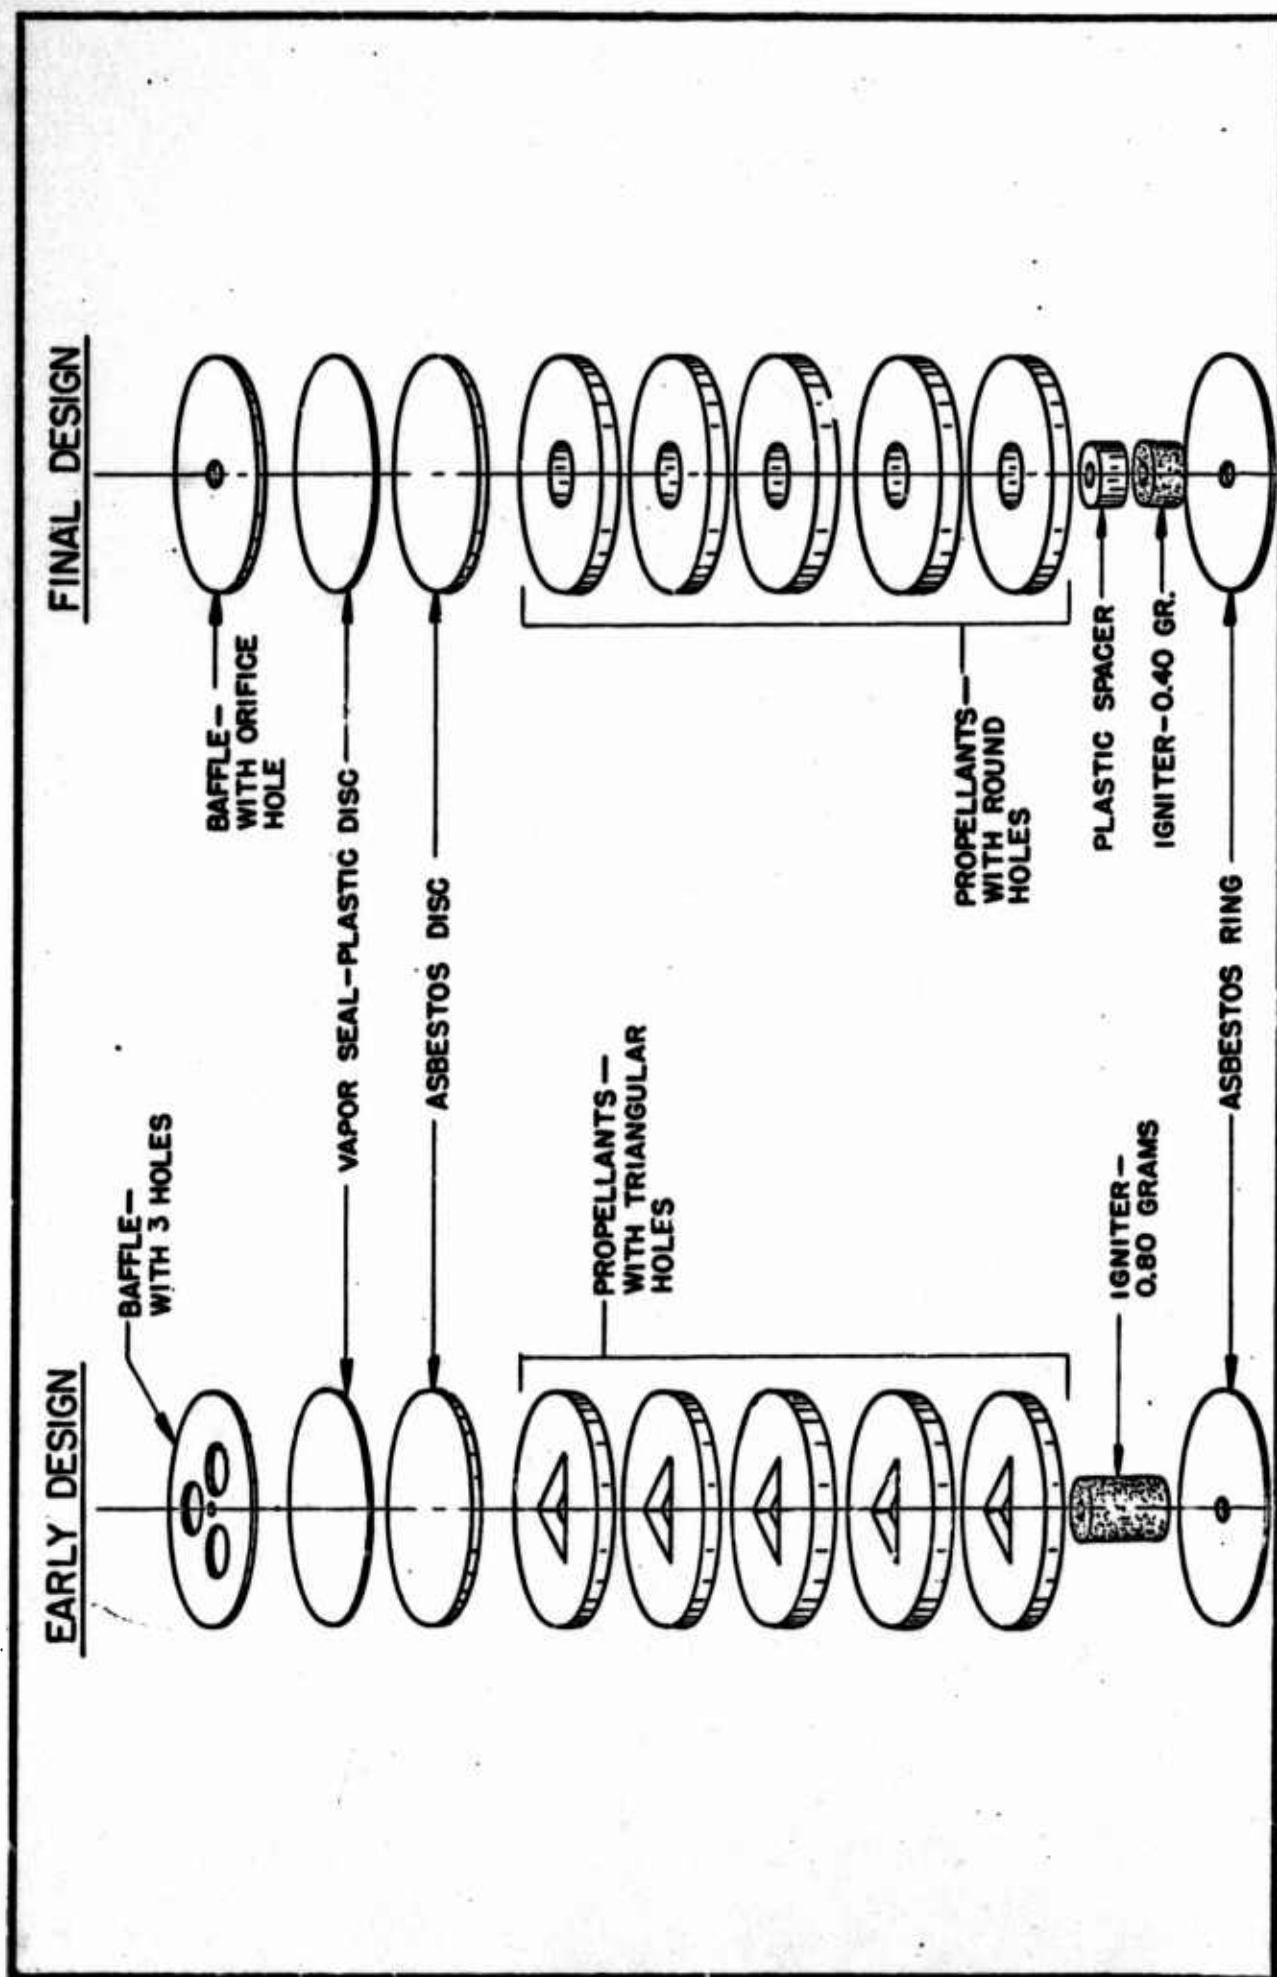 EARLY DESIGN
FINAL DESIGN
BAFFLE—
WITH 3 HOLES
BAFFLE—
WITH ORIFICE
HOLE
VAPOR SEAL-PLASTIC DISC
ASBESTOS DISC
PROPELLANTS—
WITH TRIANGULAR
HOLES
PROPELLANTS—
WITH ROUND
HOLES
IGNITER—
0.80 GRAMS
PLASTIC SPACER
IGNITER-0.40 GR.
ASBESTOS RING